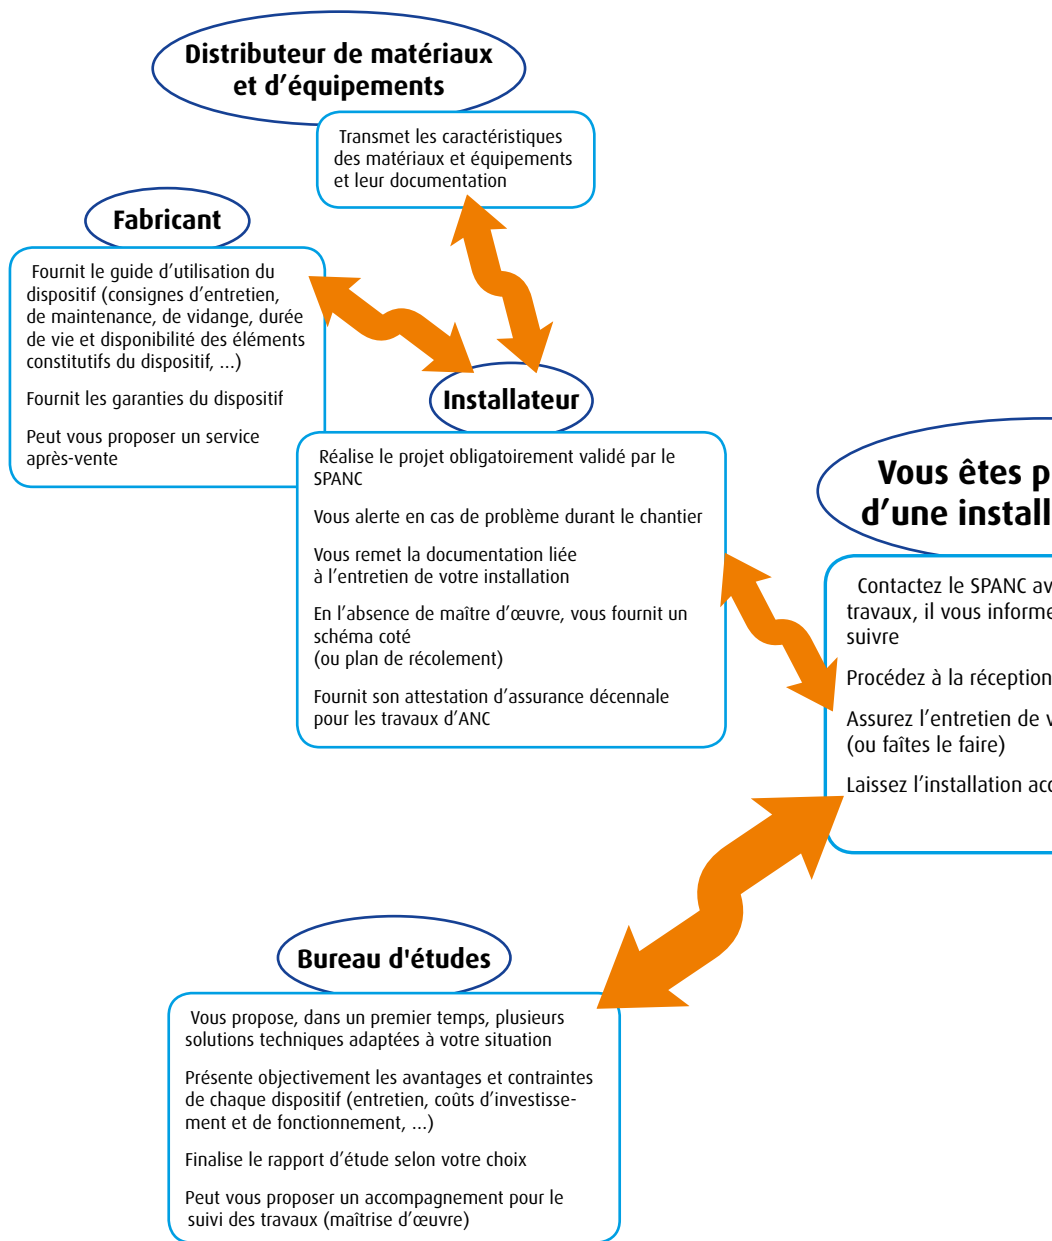 Distributeur de matériaux
et d’équipements
Transmet les caractéristiques
des matériaux et équipements
et leur documentation
Fabricant
Fournit le guide d’utilisation du
dispositif (consignes d’entretien,
de maintenance, de vidange, durée
de vie et disponibilité des éléments
constitutifs du dispositif, ...)
Fournit les garanties du dispositif
Peut vous proposer un service
après-vente
Installateur
Réalise le projet obligatoirement validé par le
SPANC
Vous alerte en cas de problème durant le chantier
Vous remet la documentation liée
à l’entretien de votre installation
En l’absence de maître d’œuvre, vous fournit un
schéma coté
(ou plan de récolement)
Fournit son attestation d’assurance décennale
pour les travaux d’ANC
Vous êtes p
d’une install
Contactez le SPANC av
travaux, il vous informe
suivre
Procédez à la réception
Assurez l’entretien de v
(ou faîtes le faire)
Laissez l’installation acc
Bureau d'études
Vous propose, dans un premier temps, plusieurs
solutions techniques adaptées à votre situation
Présente objectivement les avantages et contraintes
de chaque dispositif (entretien, coûts d’investisse-
ment et de fonctionnement, ...)
Finalise le rapport d’étude selon votre choix
Peut vous proposer un accompagnement pour le
suivi des travaux (maîtrise d’œuvre)